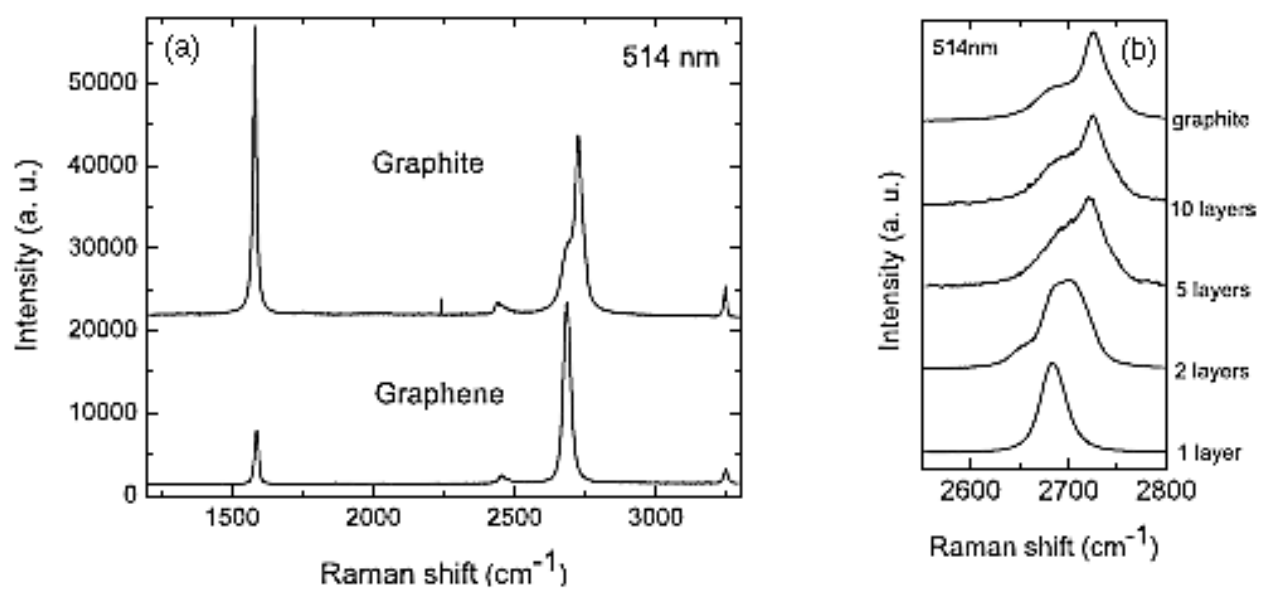 (a)
514 nm
50000
40000
30000
20000
10000
0
Graphite
Graphene
1500 2000 2500 3000
Intensity (a. u.)
Raman shift (cm⁻¹)
514nm
(b)
graphite
10 layers
5 layers
2 layers
1 layer
2600 2700 2800
Intensity (a. u.)
Raman shift (cm⁻¹)